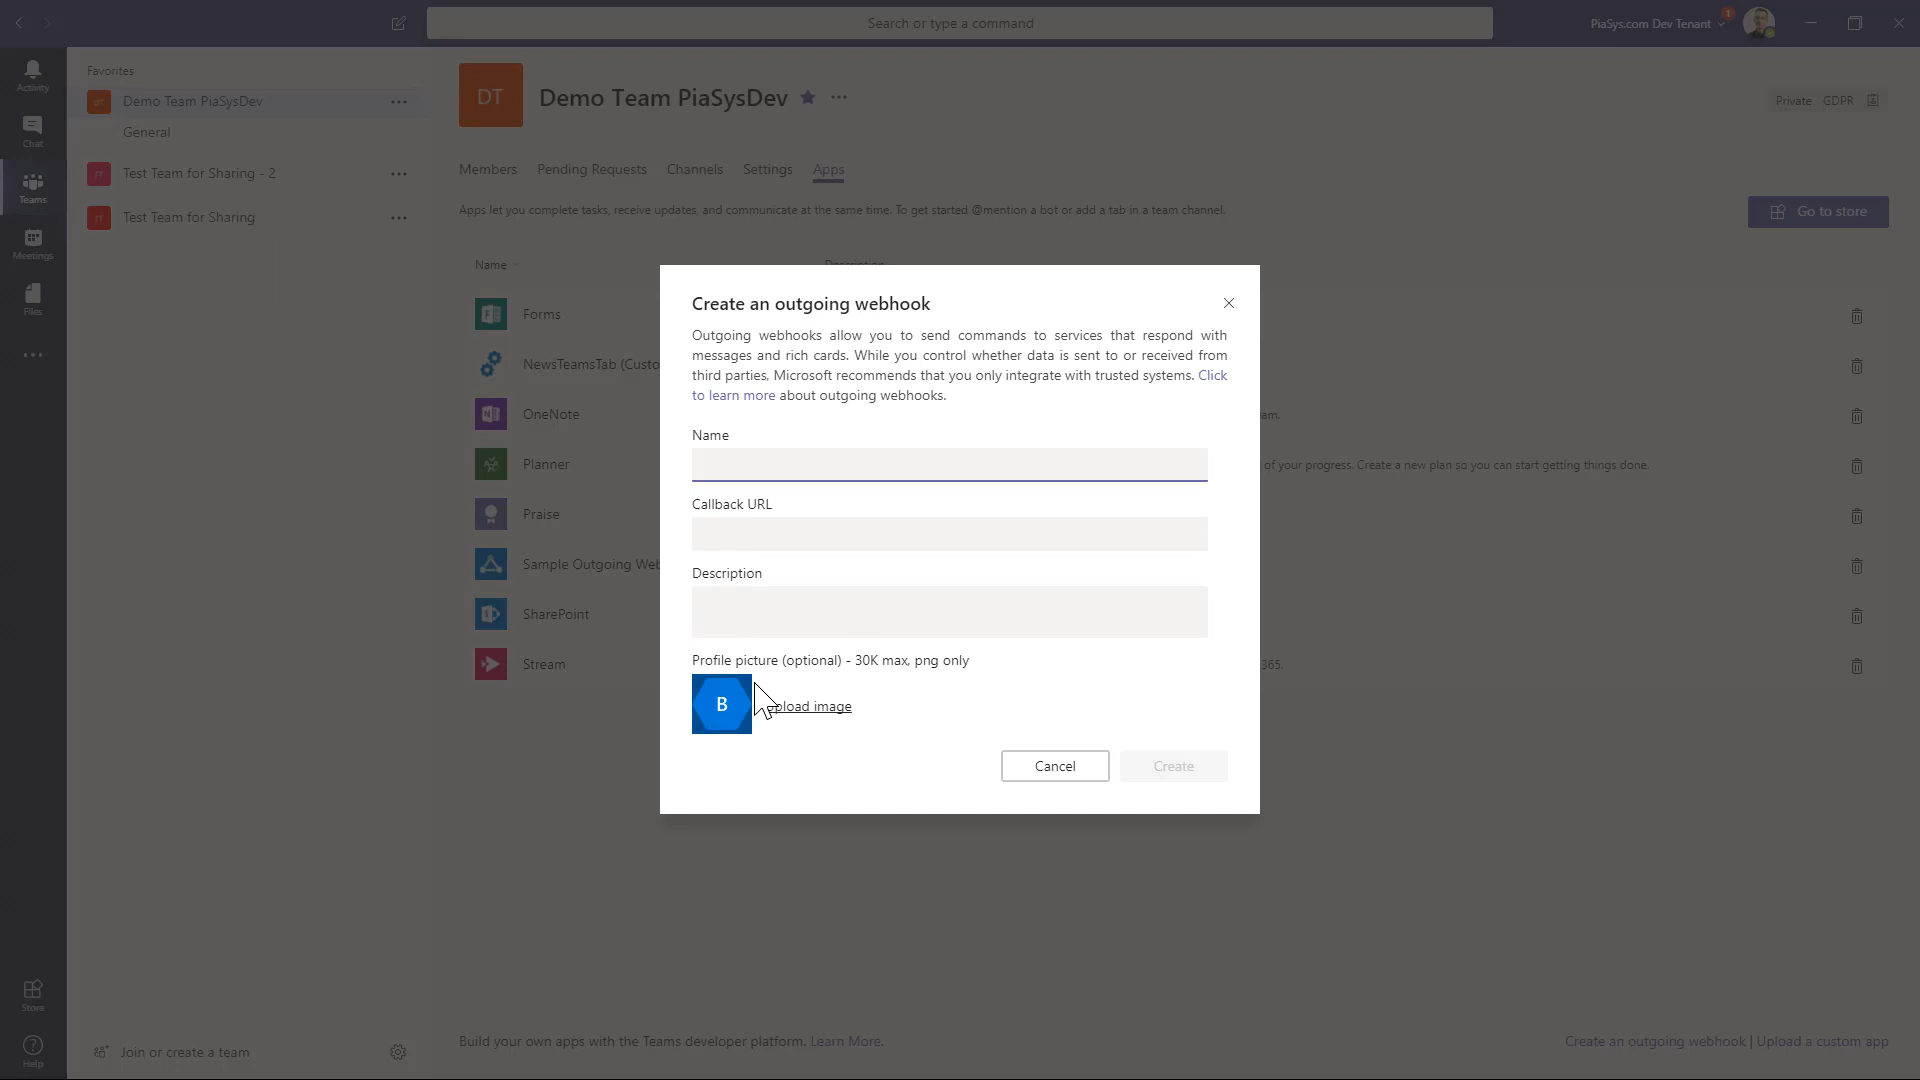 Search or type a command
PiaSys.com Dev Tenant
1
Activity
Chat
Teams
Meetings
Files
Store
Help
Favorites
DT
Demo Team PiaSysDev
General
TT
Test Team for Sharing - 2
TT
Test Team for Sharing
Join or create a team
DT
Demo Team PiaSysDev
Private GDPR
Members Pending Requests Channels Settings Apps
Apps let you complete tasks, receive updates, and communicate at the same time. To get started @mention a bot or add a tab in a team channel.
Go to store
Name
Description
Forms
NewsTeamsTab (Custo
OneNote
am.
Planner
of your progress. Create a new plan so you can start getting things done.
Praise
Sample Outgoing Web
SharePoint
Stream
365.
Create an outgoing webhook
Outgoing webhooks allow you to send commands to services that respond with
messages and rich cards. While you control whether data is sent to or received from
third parties, Microsoft recommends that you only integrate with trusted systems. Click
to learn more about outgoing webhooks.
Name
Callback URL
Description
Profile picture (optional) - 30K max, png only
B
pload image
Cancel
Create
Build your own apps with the Teams developer platform. Learn More.
Create an outgoing webhook | Upload a custom app